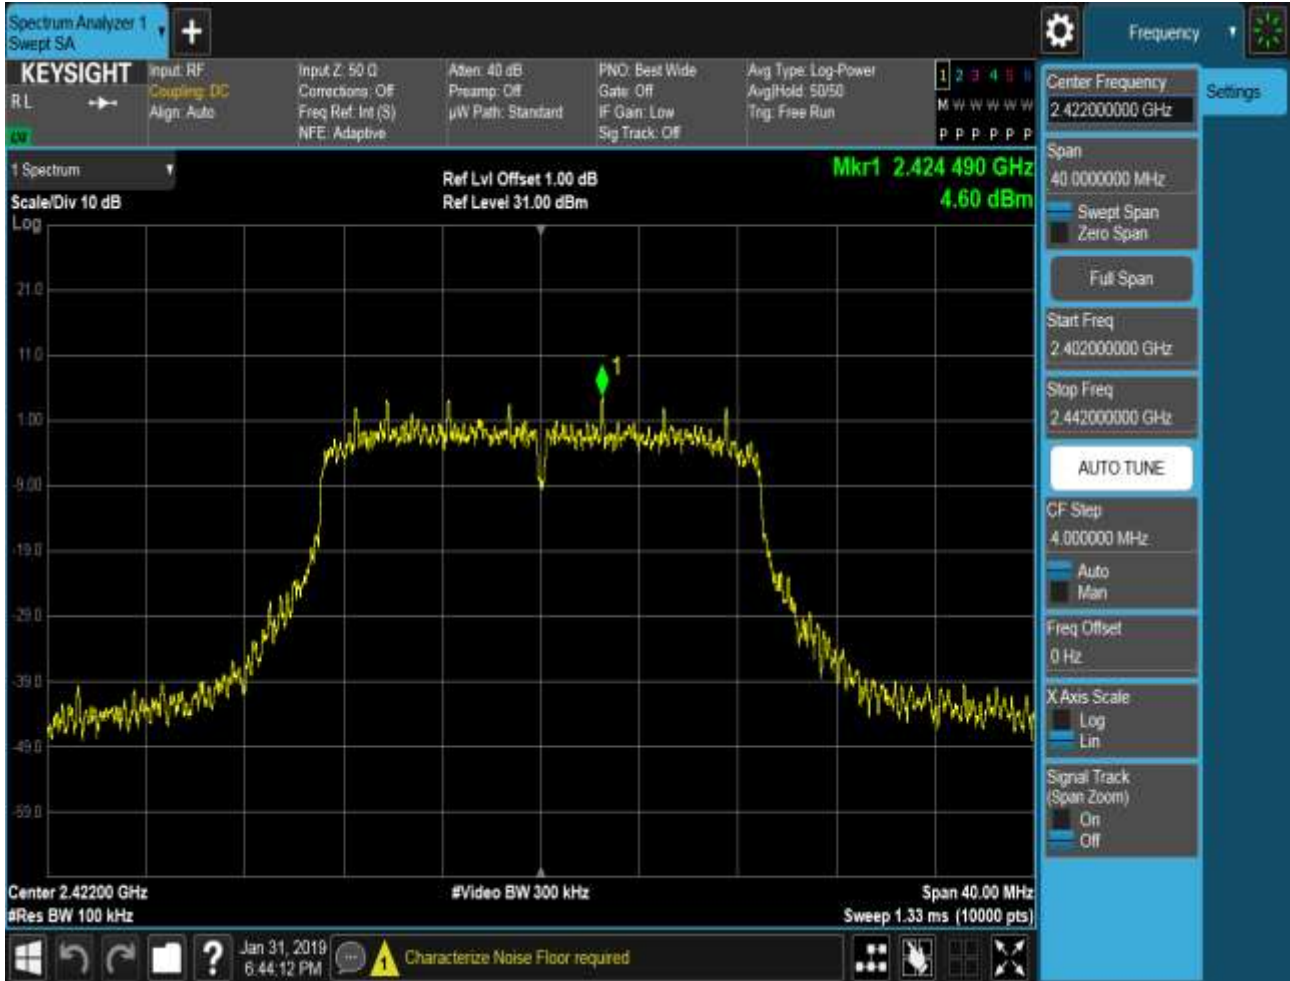 Spectrum Analyzer 1
Swept SA
+
Frequency
KEYSIGHT
RL
Input: RF
Coupling: DC
Align: Auto
Input Z: 50 Ω
Corrections: Off
Freq Ref: Int (S)
NFE: Adaptive
Atten: 40 dB
Preamp: Off
µW Path: Standard
PNO: Best Wide
Gate: Off
IF Gain: Low
Sig Track: Off
Avg Type: Log-Power
Avg|Hold: 50/50
Trig: Free Run
1 2 3 4 5 6
M W W W W W
P P P P P P
1 Spectrum
Scale/Div 10 dB
Log
Ref Lvl Offset 1.00 dB
Ref Level 31.00 dBm
Mkr1 2.424 490 GHz
4.60 dBm
21.0
11.0
1.00
-9.00
-19.0
-29.0
-39.0
-49.0
-59.0
1
Center 2.42200 GHz
#Res BW 100 kHz
#Video BW 300 kHz
Span 40.00 MHz
Sweep 1.33 ms (10000 pts)
Center Frequency
2.422000000 GHz
Settings
Span
40.0000000 MHz
Swept Span
Zero Span
Full Span
Start Freq
2.402000000 GHz
Stop Freq
2.442000000 GHz
AUTO TUNE
CF Step
4.000000 MHz
Auto
Man
Freq Offset
0 Hz
X Axis Scale
Log
Lin
Signal Track
(Span Zoom)
On
Off
?
Jan 31, 2019
6:44:12 PM
1
Characterize Noise Floor required